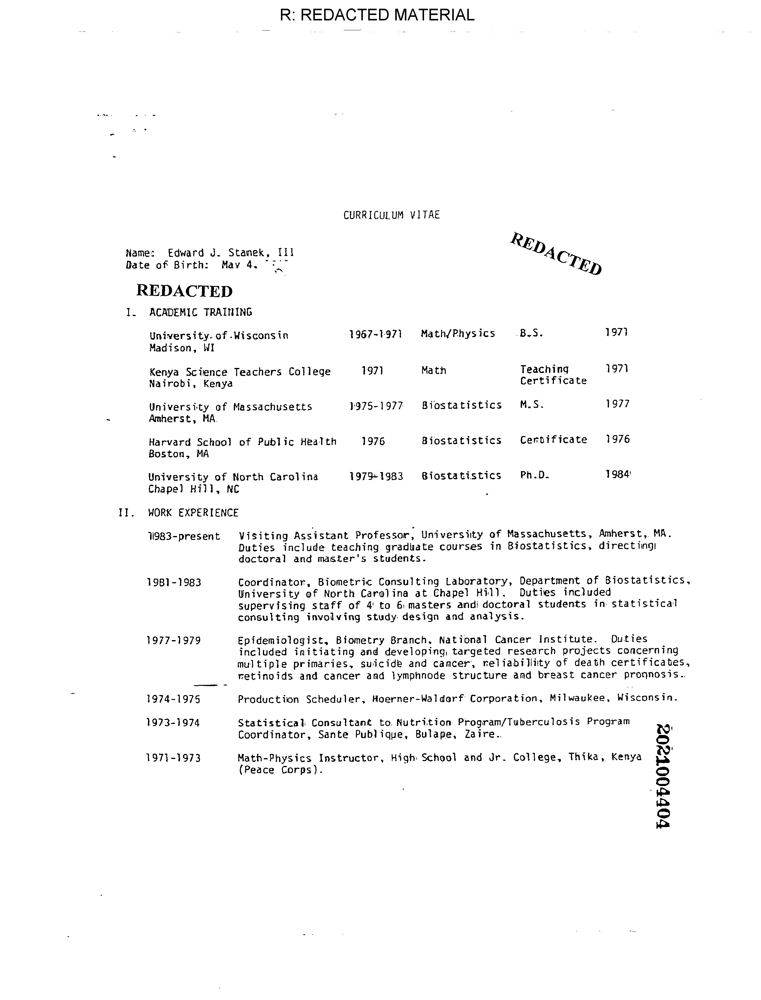 R: REDACTED MATERIAL
CURRICULUM VITAE
REDACTED
Name: Edward J. Stanek, III
Date of Birth: May 4,
REDACTED
I. ACADEMIC TRAINING
University of Wisconsin 1967-1971 Math/Physics B.S. 1971
Madison, WI
Kenya Science Teachers College 1971 Math Teaching 1971
Nairobi, Kenya Certificate
University of Massachusetts 1975-1977 Biostatistics M.S. 1977
Amherst, MA
Harvard School of Public Health 1976 Biostatistics Certificate 1976
Boston, MA
University of North Carolina 1979-1983 Biostatistics Ph.D. 1984
Chapel Hill, NC
II. WORK EXPERIENCE
1983-present Visiting Assistant Professor, University of Massachusetts, Amherst, MA.
Duties include teaching graduate courses in Biostatistics, directing
doctoral and master's students.
1981-1983 Coordinator, Biometric Consulting Laboratory, Department of Biostatistics,
University of North Carolina at Chapel Hill. Duties included
supervising staff of 4 to 6 masters and doctoral students in statistical
consulting involving study design and analysis.
1977-1979 Epidemiologist, Biometry Branch, National Cancer Institute. Duties
included initiating and developing targeted research projects concerning
multiple primaries, suicide and cancer, reliability of death certificates,
retinoids and cancer and lymphnode structure and breast cancer prognosis.
1974-1975 Production Scheduler, Hoerner-Waldorf Corporation, Milwaukee, Wisconsin.
1973-1974 Statistical Consultant to Nutrition Program/Tuberculosis Program
Coordinator, Sante Publique, Bulape, Zaire.
1971-1973 Math-Physics Instructor, High School and Jr. College, Thika, Kenya
(Peace Corps).
2021004404